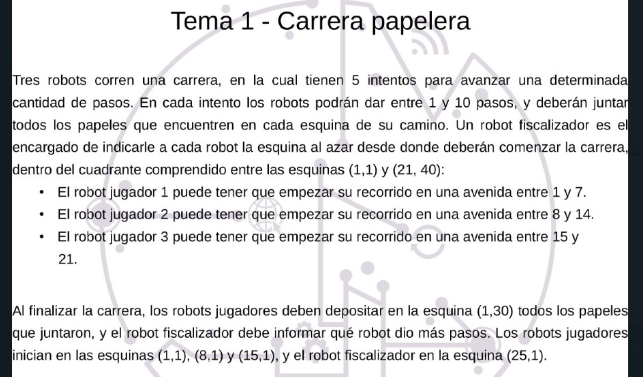 Tema 1 - Carrera papelera
Tres robots corren una carrera, en la cual tienen 5 intentos para avanzar una determinada
cantidad de pasos. En cada intento los robots podrán dar entre 1 y 10 pasos, y deberán juntar
todos los papeles que encuentren en cada esquina de su camino. Un robot fiscalizador es el
encargado de indicarle a cada robot la esquina al azar desde donde deberán comenzar la carrera,
dentro del cuadrante comprendido entre las esquinas (1,1) y (21, 40):
• El robot jugador 1 puede tener que empezar su recorrido en una avenida entre 1 y 7.
• El robot jugador 2 puede tener que empezar su recorrido en una avenida entre 8 y 14.
• El robot jugador 3 puede tener que empezar su recorrido en una avenida entre 15 y
21.
Al finalizar la carrera, los robots jugadores deben depositar en la esquina (1,30) todos los papeles
que juntaron, y el robot fiscalizador debe informar qué robot dio más pasos. Los robots jugadores
inician en las esquinas (1,1), (8,1) y (15,1), y el robot fiscalizador en la esquina (25,1).